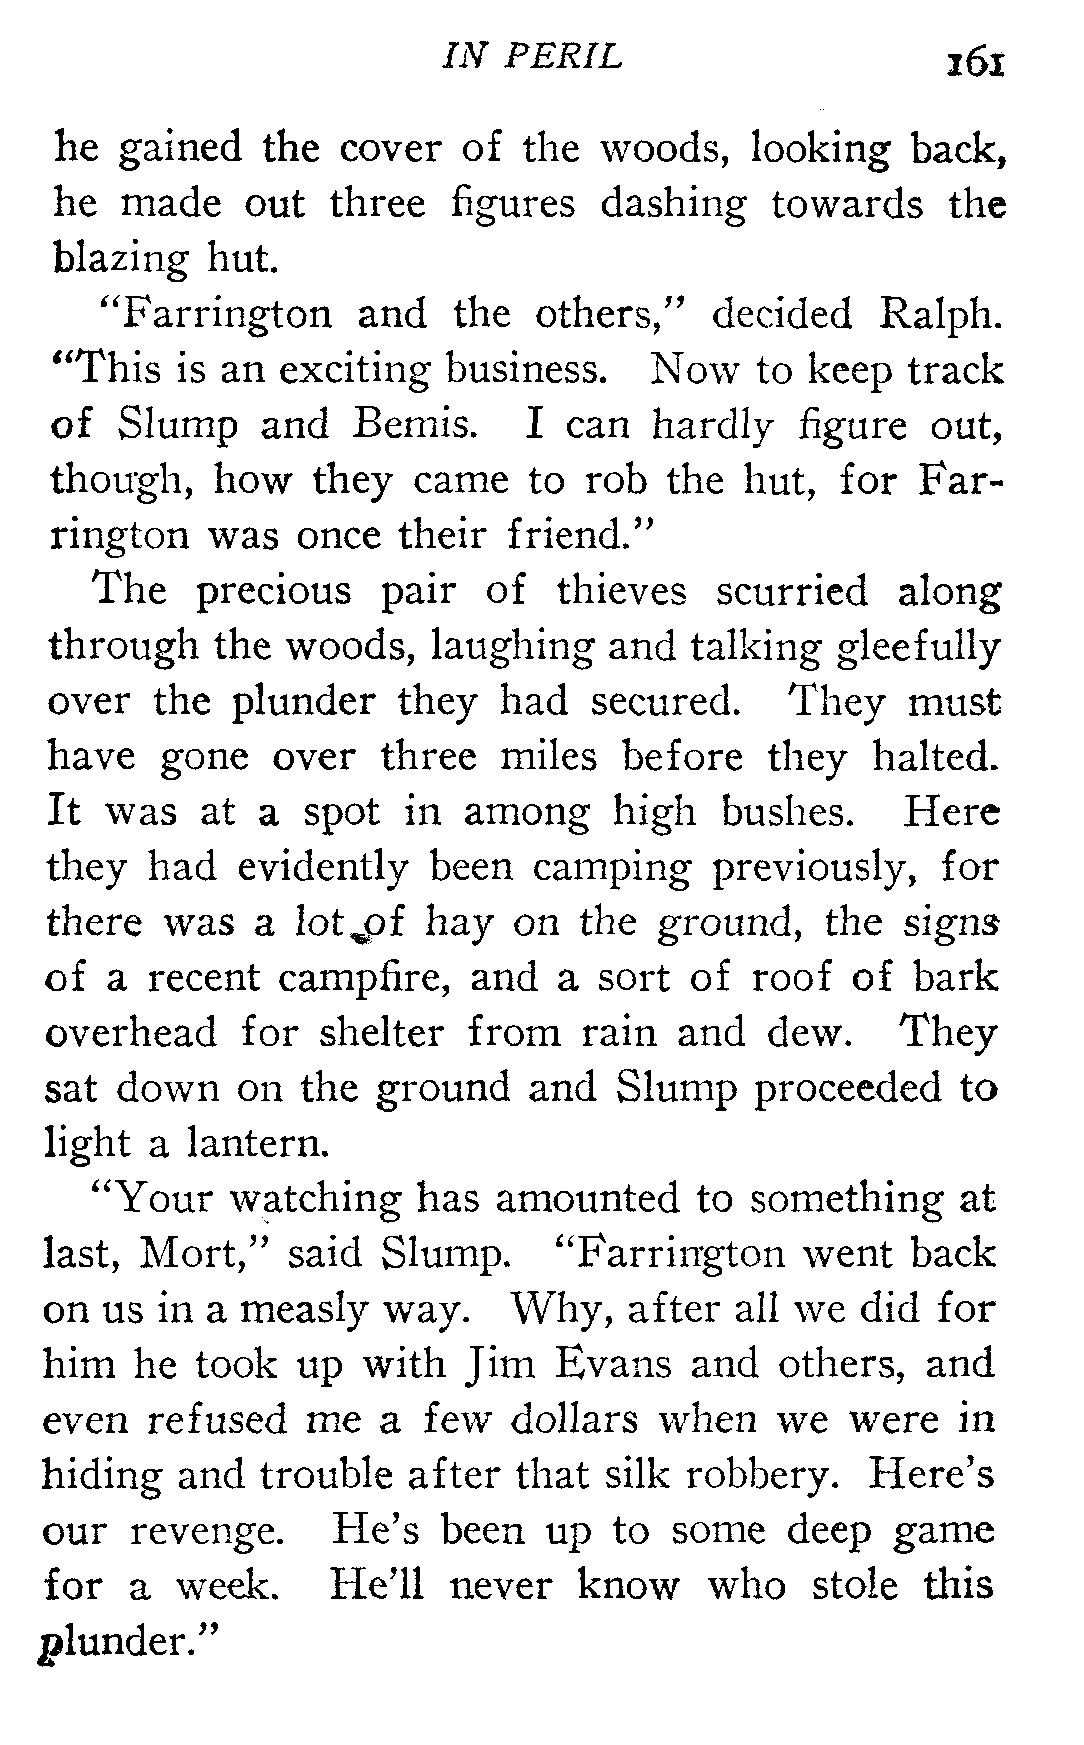 IN PERIL 161
he gained the cover of the woods, looking back,
he made out three figures dashing towards the
blazing hut.
"Farrington and the others," decided Ralph.
"This is an exciting business. Now to keep track
of Slump and Bemis. I can hardly figure out,
though, how they came to rob the hut, for Far-
rington was once their friend."
The precious pair of thieves scurried along
through the woods, laughing and talking gleefully
over the plunder they had secured. They must
have gone over three miles before they halted.
It was at a spot in among high bushes. Here
they had evidently been camping previously, for
there was a lot of hay on the ground, the signs
of a recent campfire, and a sort of roof of bark
overhead for shelter from rain and dew. They
sat down on the ground and Slump proceeded to
light a lantern.
"Your watching has amounted to something at
last, Mort," said Slump. "Farrington went back
on us in a measly way. Why, after all we did for
him he took up with Jim Evans and others, and
even refused me a few dollars when we were in
hiding and trouble after that silk robbery. Here's
our revenge. He's been up to some deep game
for a week. He'll never know who stole this
plunder."